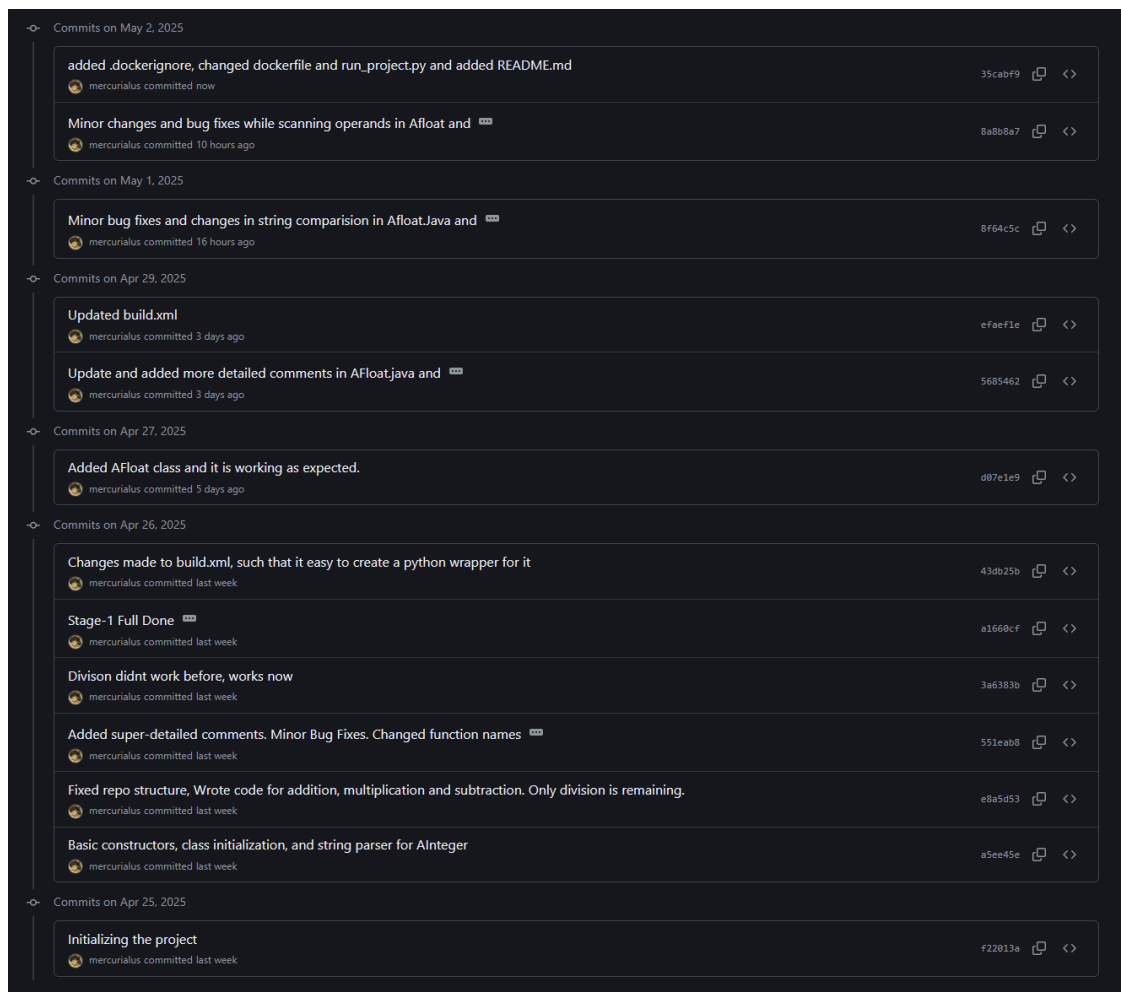 Commits on May 2, 2025
added .dockerignore, changed dockerfile and run_project.py and added README.md
35cabf9
mercurialus committed now
Minor changes and bug fixes while scanning operands in Afloat and
8a8b8a7
mercurialus committed 10 hours ago
Commits on May 1, 2025
Minor bug fixes and changes in string comparision in Afloat.Java and
8f64c5c
mercurialus committed 16 hours ago
Commits on Apr 29, 2025
Updated build.xml
efaef1e
mercurialus committed 3 days ago
Update and added more detailed comments in AFloat.java and
5685462
mercurialus committed 3 days ago
Commits on Apr 27, 2025
Added AFloat class and it is working as expected.
d07e1e9
mercurialus committed 5 days ago
Commits on Apr 26, 2025
Changes made to build.xml, such that it easy to create a python wrapper for it
43db25b
mercurialus committed last week
Stage-1 Full Done
a1660cf
mercurialus committed last week
Divison didnt work before, works now
3a6383b
mercurialus committed last week
Added super-detailed comments. Minor Bug Fixes. Changed function names
551eab8
mercurialus committed last week
Fixed repo structure, Wrote code for addition, multiplication and subtraction. Only division is remaining.
e8a5d53
mercurialus committed last week
Basic constructors, class initialization, and string parser for AInteger
a5ee45e
mercurialus committed last week
Commits on Apr 25, 2025
Initializing the project
f22013a
mercurialus committed last week